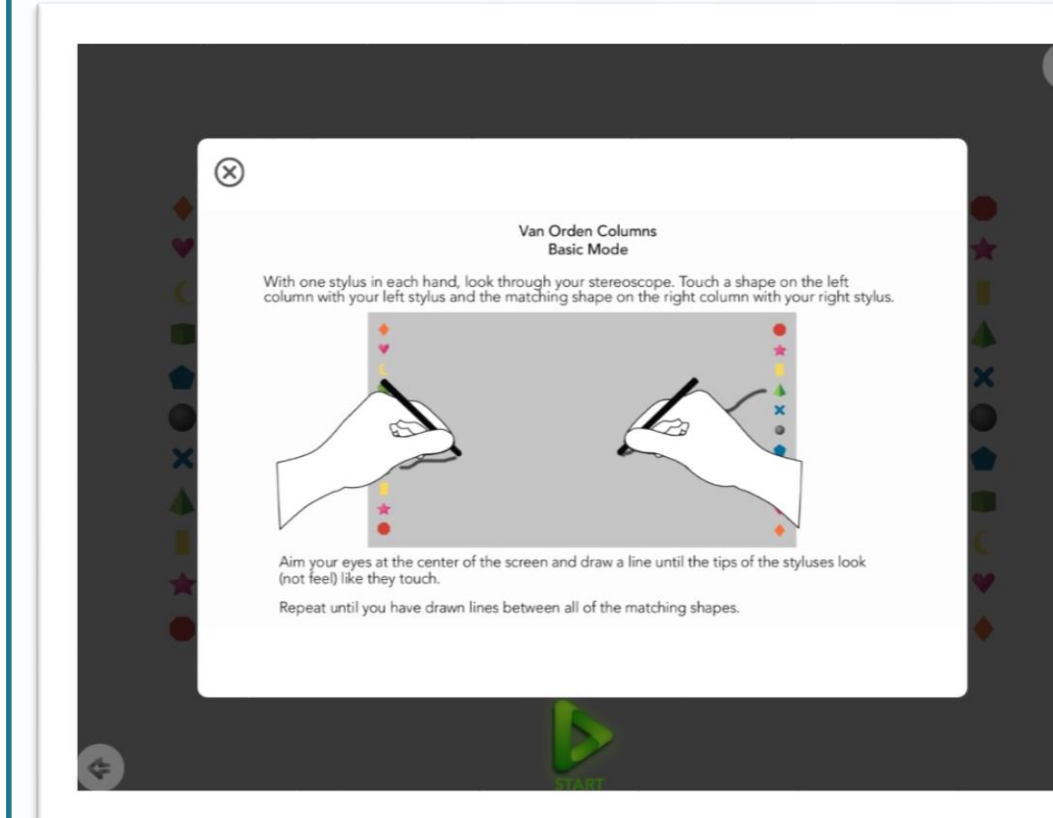 Van Orden Columns
Basic Mode
With one stylus in each hand, look through your stereoscope. Touch a shape on the left
column with your left stylus and the matching shape on the right column with your right stylus.
Aim your eyes at the center of the screen and draw a line until the tips of the styluses look
(not feel) like they touch.
Repeat until you have drawn lines between all of the matching shapes.
START